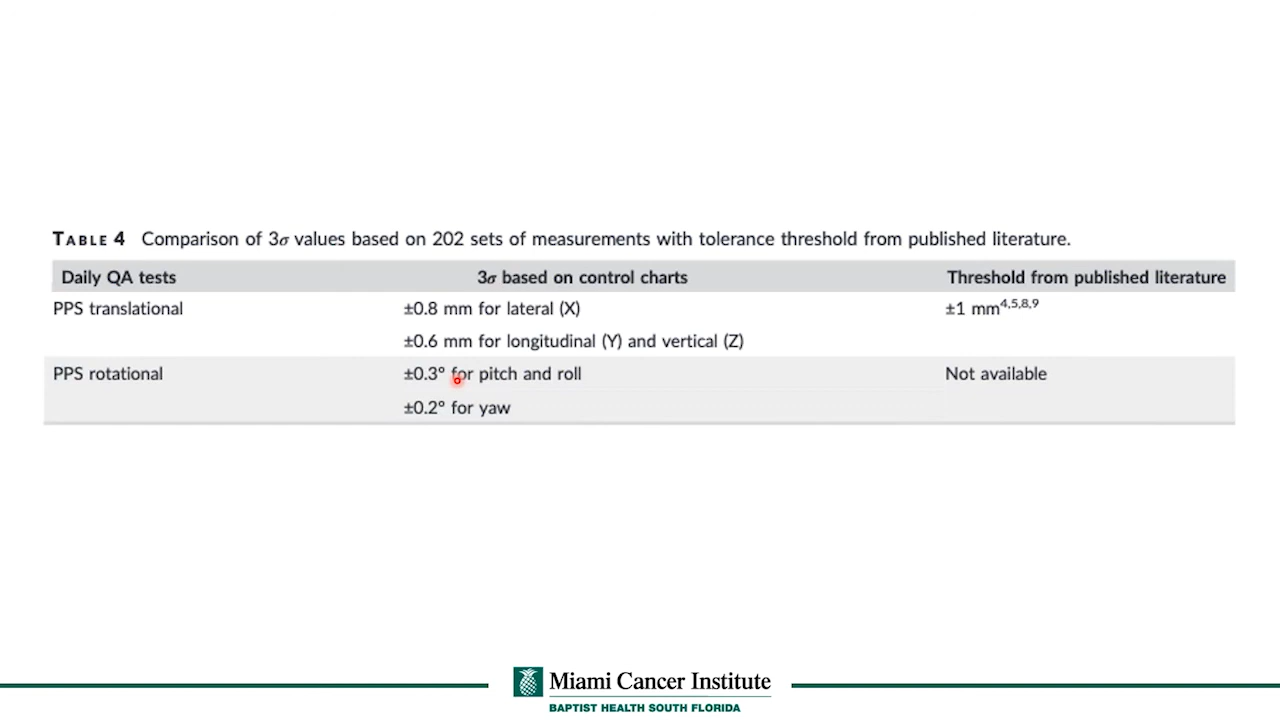 TABLE 4 Comparison of 3σ values based on 202 sets of measurements with tolerance threshold from published literature.
Daily QA tests 3σ based on control charts Threshold from published literature
PPS translational ±0.8 mm for lateral (X) ±1 mm4,5,8,9
±0.6 mm for longitudinal (Y) and vertical (Z)
PPS rotational ±0.3° for pitch and roll Not available
±0.2° for yaw
Miami Cancer Institute
BAPTIST HEALTH SOUTH FLORIDA